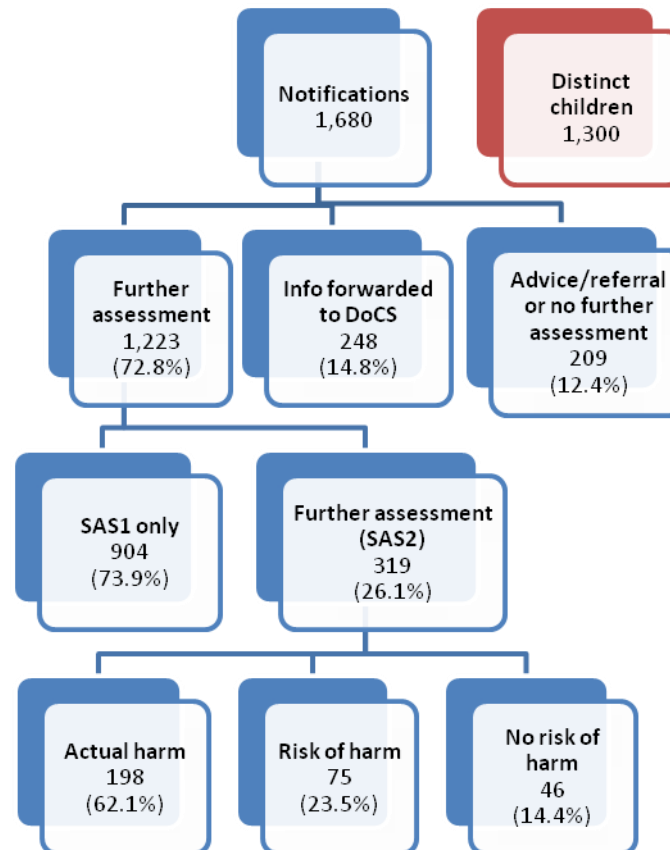 Notifications
1,680
Distinct
children
1,300
Further
assessment
1,223
(72.8%)
Info forwarded
to DoCS
248
(14.8%)
Advice/referral
or no further
assessment
209
(12.4%)
SAS1 only
904
(73.9%)
Further assessment
(SAS2)
319
(26.1%)
Actual harm
198
(62.1%)
Risk of harm
75
(23.5%)
No risk of
harm
46
(14.4%)